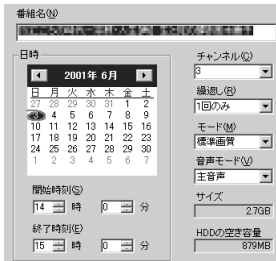 番組名(N)
日時
2001年 6月
日 月 火 水 木 金 土
27 28 29 30 31 1 2
4 5 6 7 8 9
10 11 12 13 14 15 16
17 18 19 20 21 22 23
24 25 26 27 28 29 30
1 2 3 4 5 6 7
開始時刻(S)
14 時 0 分
終了時刻(E)
15 時 0 分
チャンネル(C)
3
繰返し(R)
1回のみ
モード(M)
標準画質
音声モード(V)
主音声
サイズ
2.7GB
HDDの空き容量
879MB